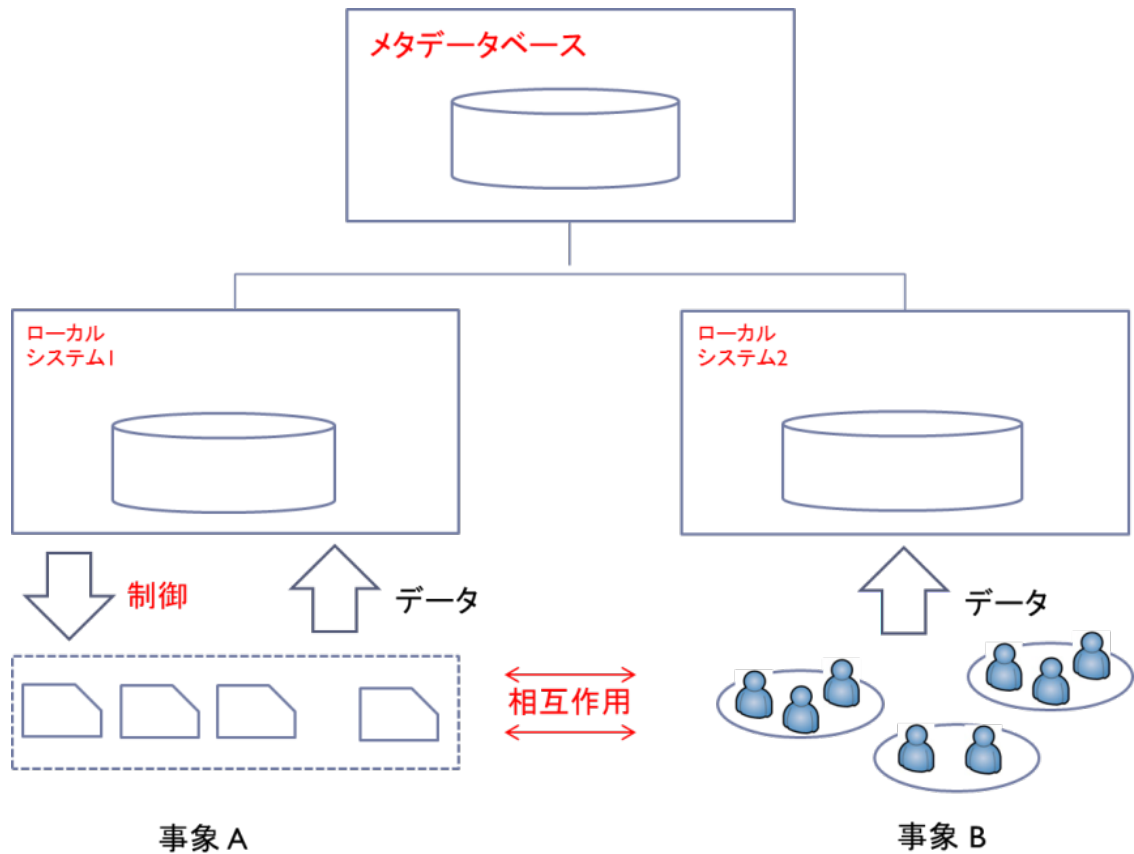 メタデータベース
ローカル
システム1
ローカル
システム2
制御
データ
データ
相互作用
事象 A
事象 B